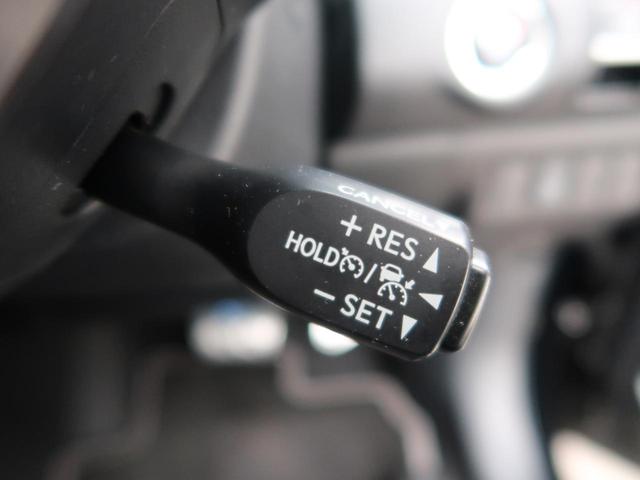 CANCEL
+ RES
HOLD /
− SET